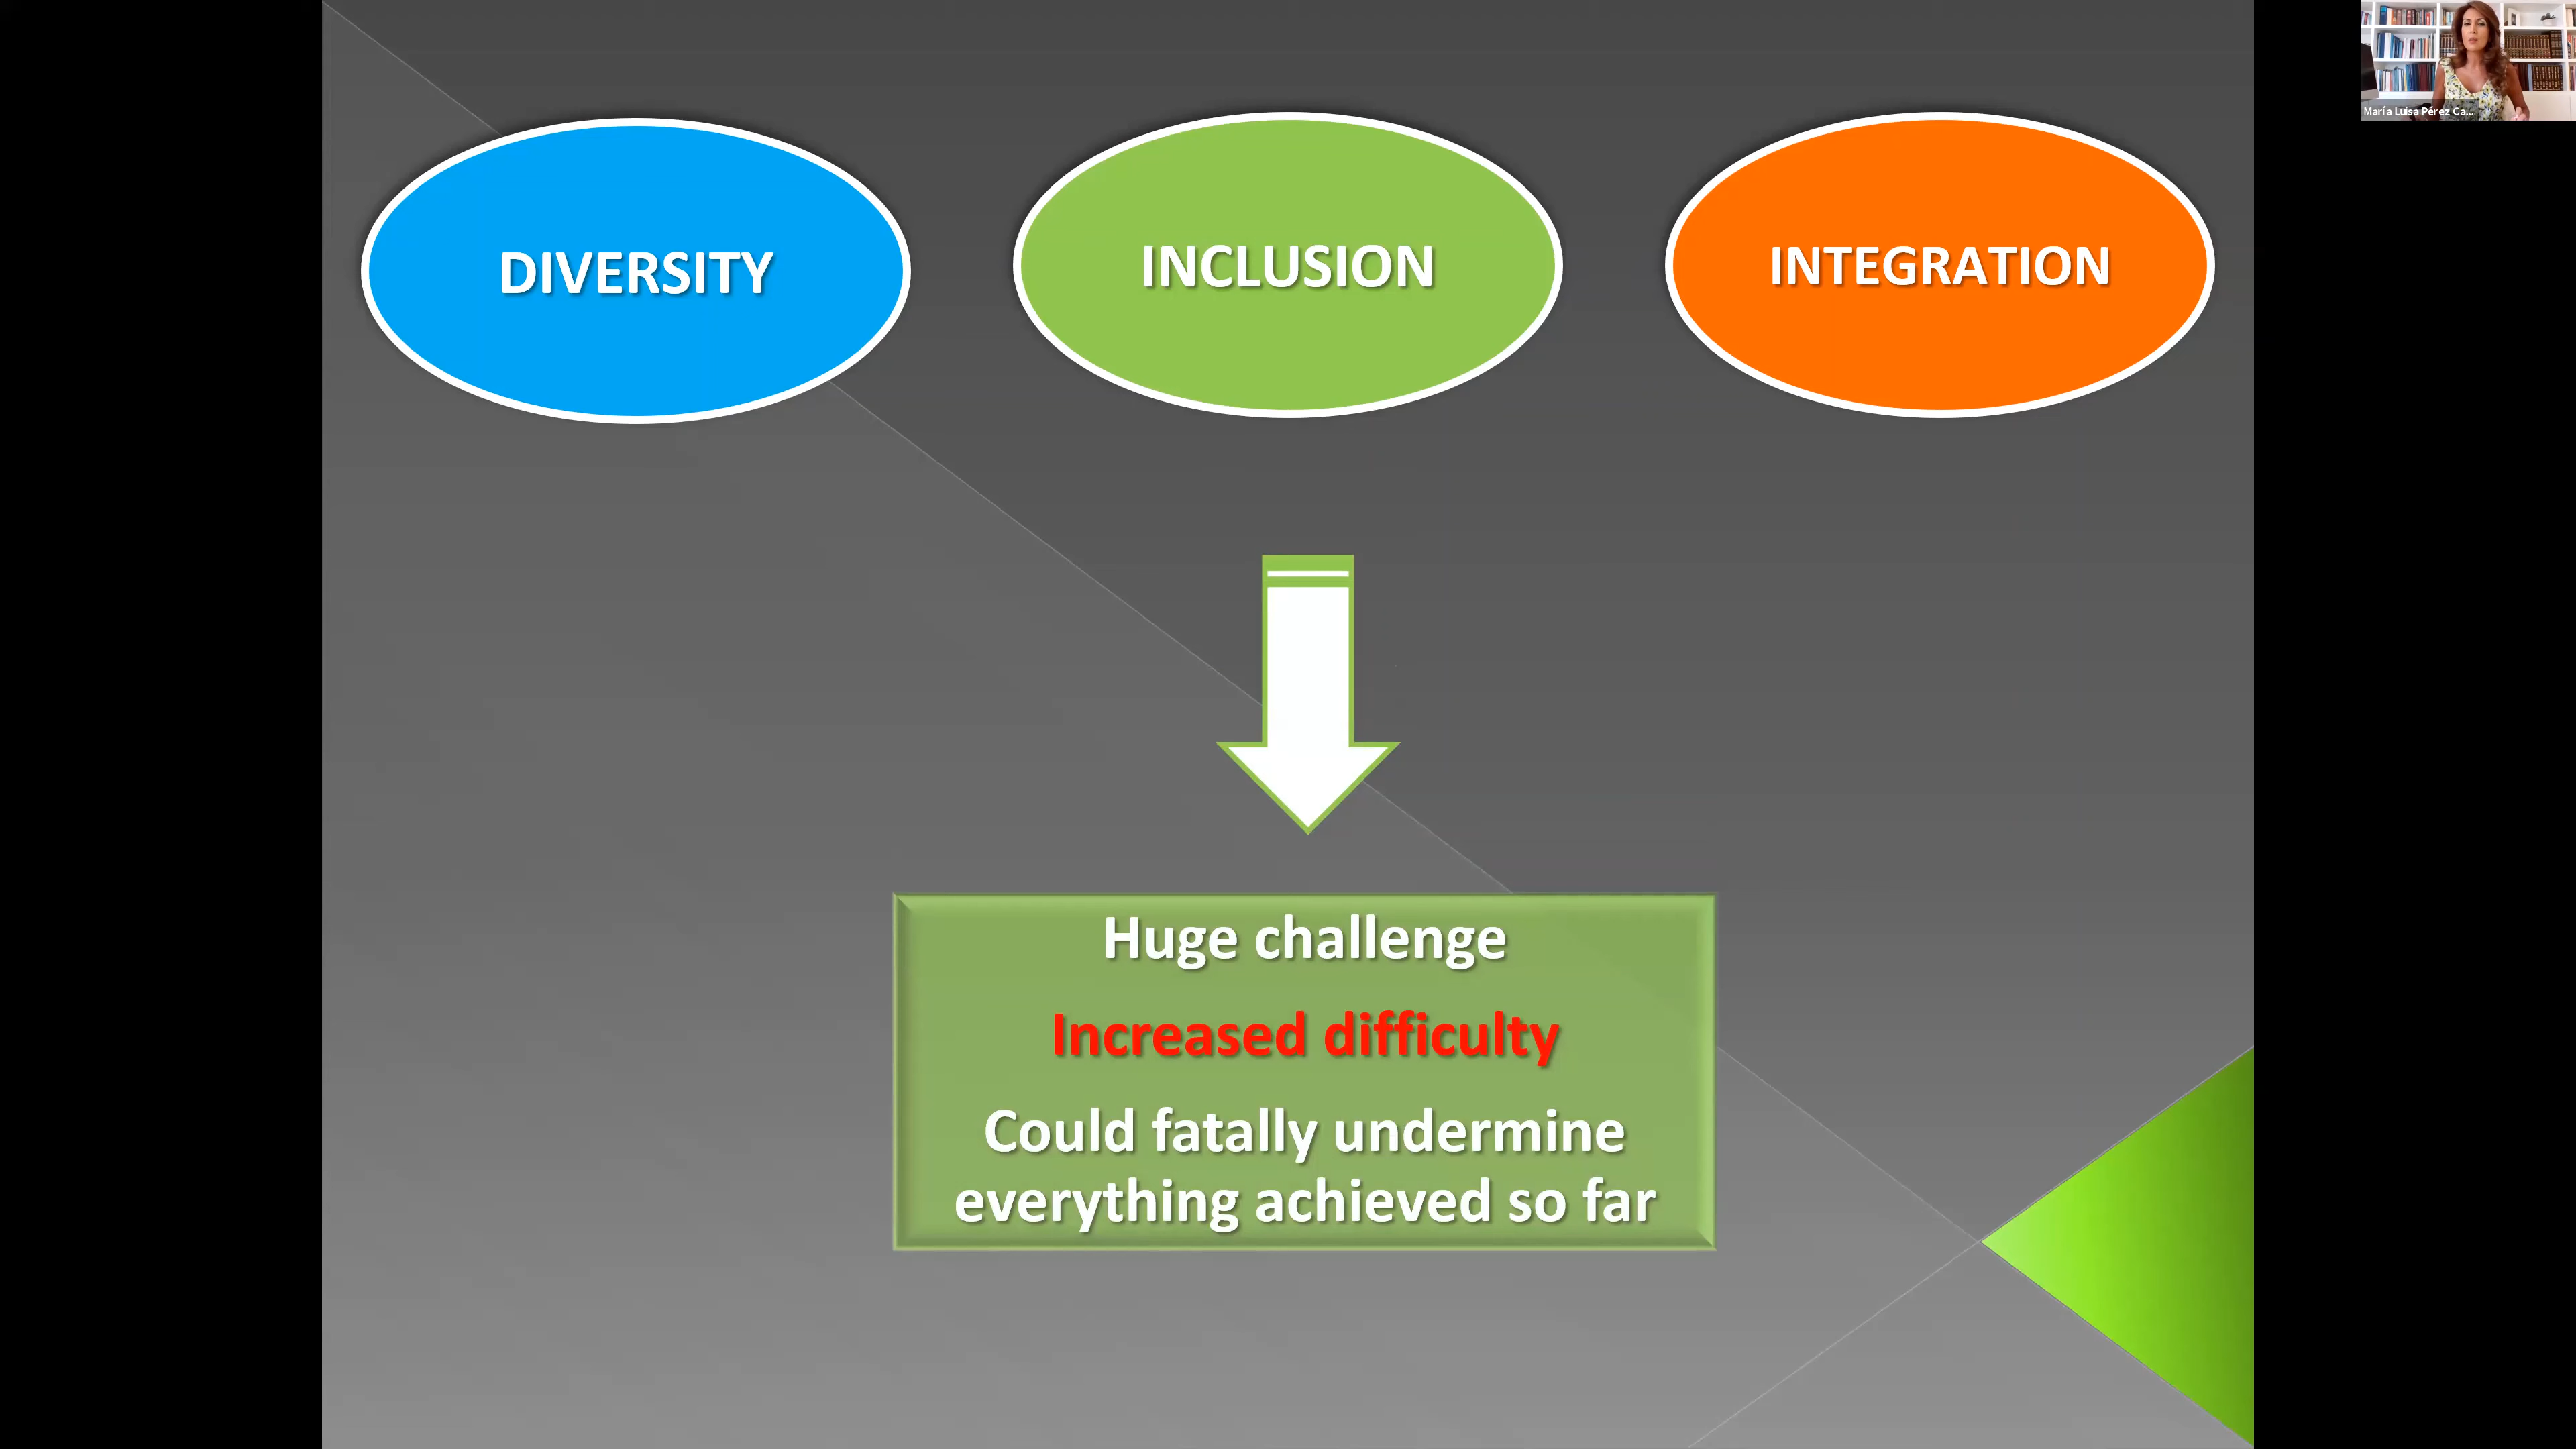 María Luisa Pérez Ca...
DIVERSITY
INCLUSION
INTEGRATION
Huge challenge
Increased difficulty
Could fatally undermine
everything achieved so far